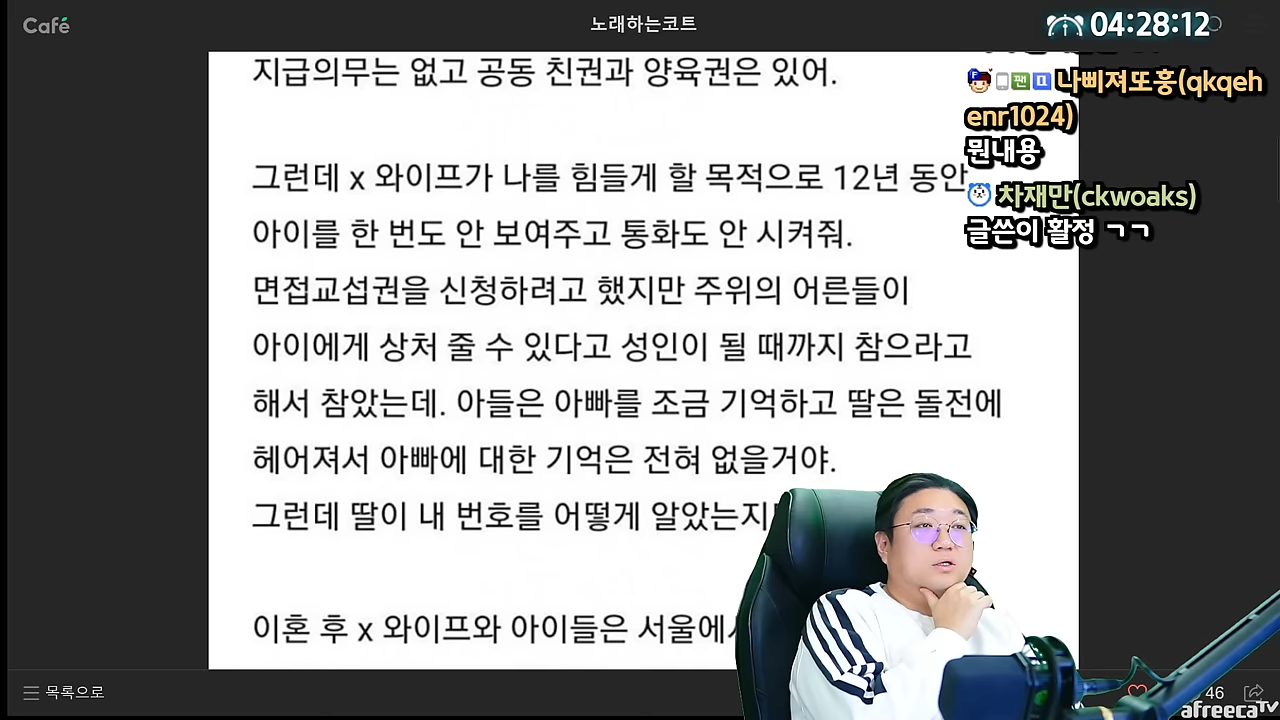 Café
노래하는코트
04:28:12
지급의무는 없고 공동 친권과 양육권은 있어.
그런데 x 와이프가 나를 힘들게 할 목적으로 12년 동안
아이를 한 번도 안 보여주고 통화도 안 시켜줘.
면접교섭권을 신청하려고 했지만 주위의 어른들이
아이에게 상처 줄 수 있다고 성인이 될 때까지 참으라고
해서 참았는데. 아들은 아빠를 조금 기억하고 딸은 돌전에
헤어져서 아빠에 대한 기억은 전혀 없을거야.
그런데 딸이 내 번호를 어떻게 알았는지
이혼 후 x 와이프와 아이들은 서울에서
팬
나삐져또흥(qkqeh
enr1024)
뭔내용
차재만(ckwoaks)
글쓴이 활정 ㄱㄱ
목록으로
46
afreecaTV